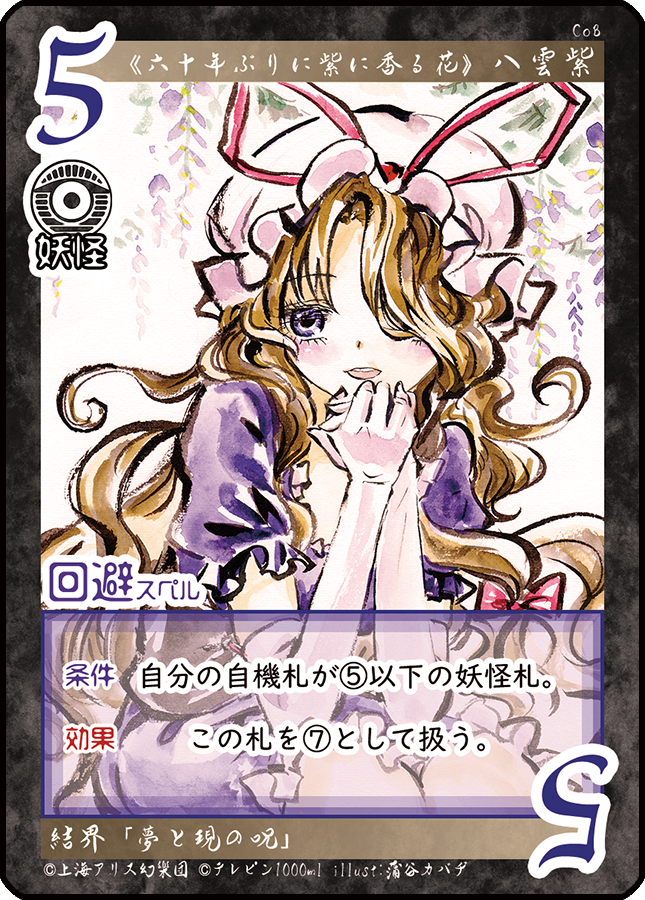 C08
5
《六十年ぶりに紫に香る花》八雲紫
妖怪
回避スペル
条件 自分の自機札が⑤以下の妖怪札。
効果 この札を⑦として扱う。
5
結界「夢と現の呪」
©上海アリス幻樂団 ©テレピン1000ml illust:蒲谷カバヂ